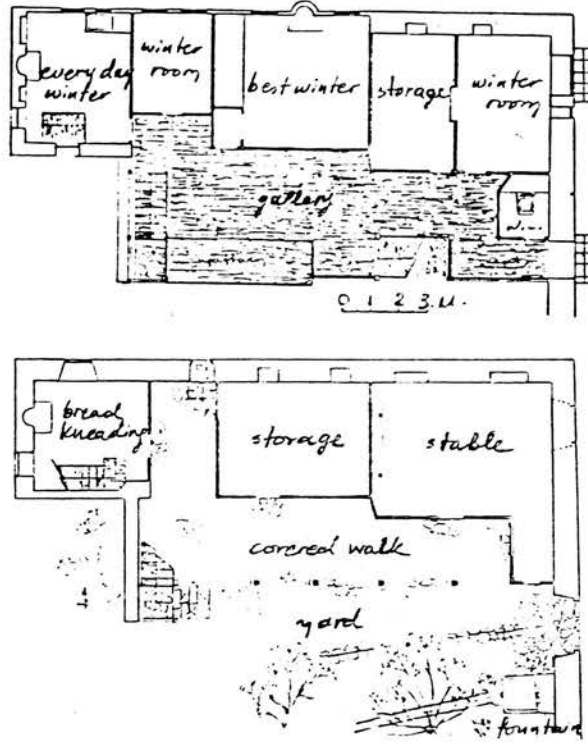 every day
winter
winter
room
best winter
storage
winter
room
gallery
0 1 2 3 M.
bread
kneading
storage
stable
covered walk
yard
fountain